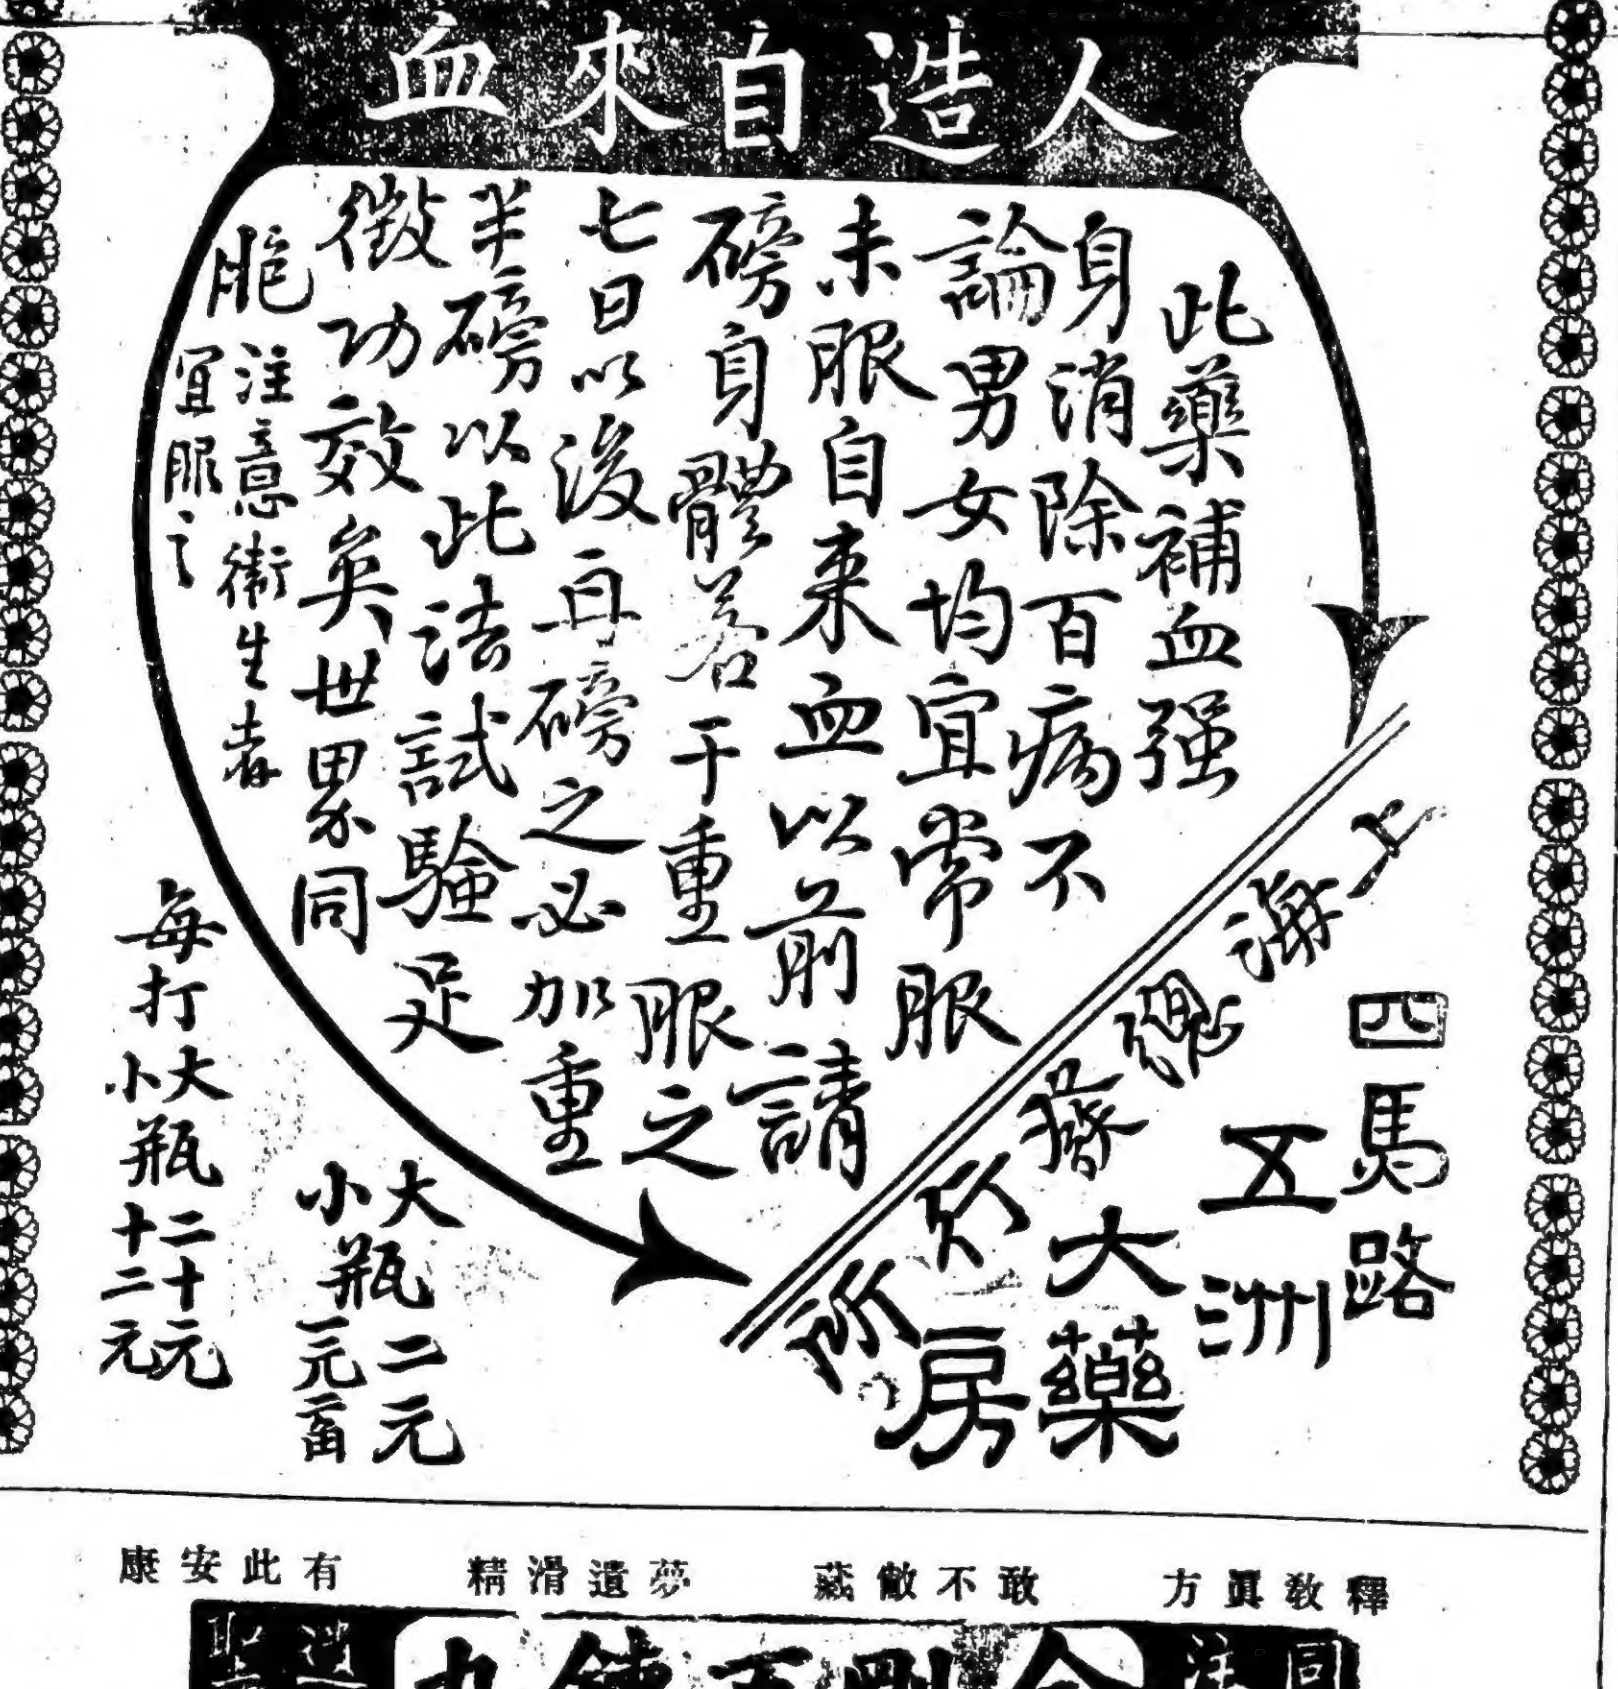 人造自來血
此藥補血强
身消除百病不
論男女均宜常服
未服自来血以前請
磅身體若干重服之
七日以後再磅之必加重
半磅以此法試驗足
徵功效與世界不同
胞
注意衛生者
宜服之
上海總發行所
四馬路
五洲
大藥
房
大瓶二元
小瓶一元二角
每打大瓶二十元
小瓶十二元
釋教眞方
敢不敝藏
夢遺滑精
有此安康